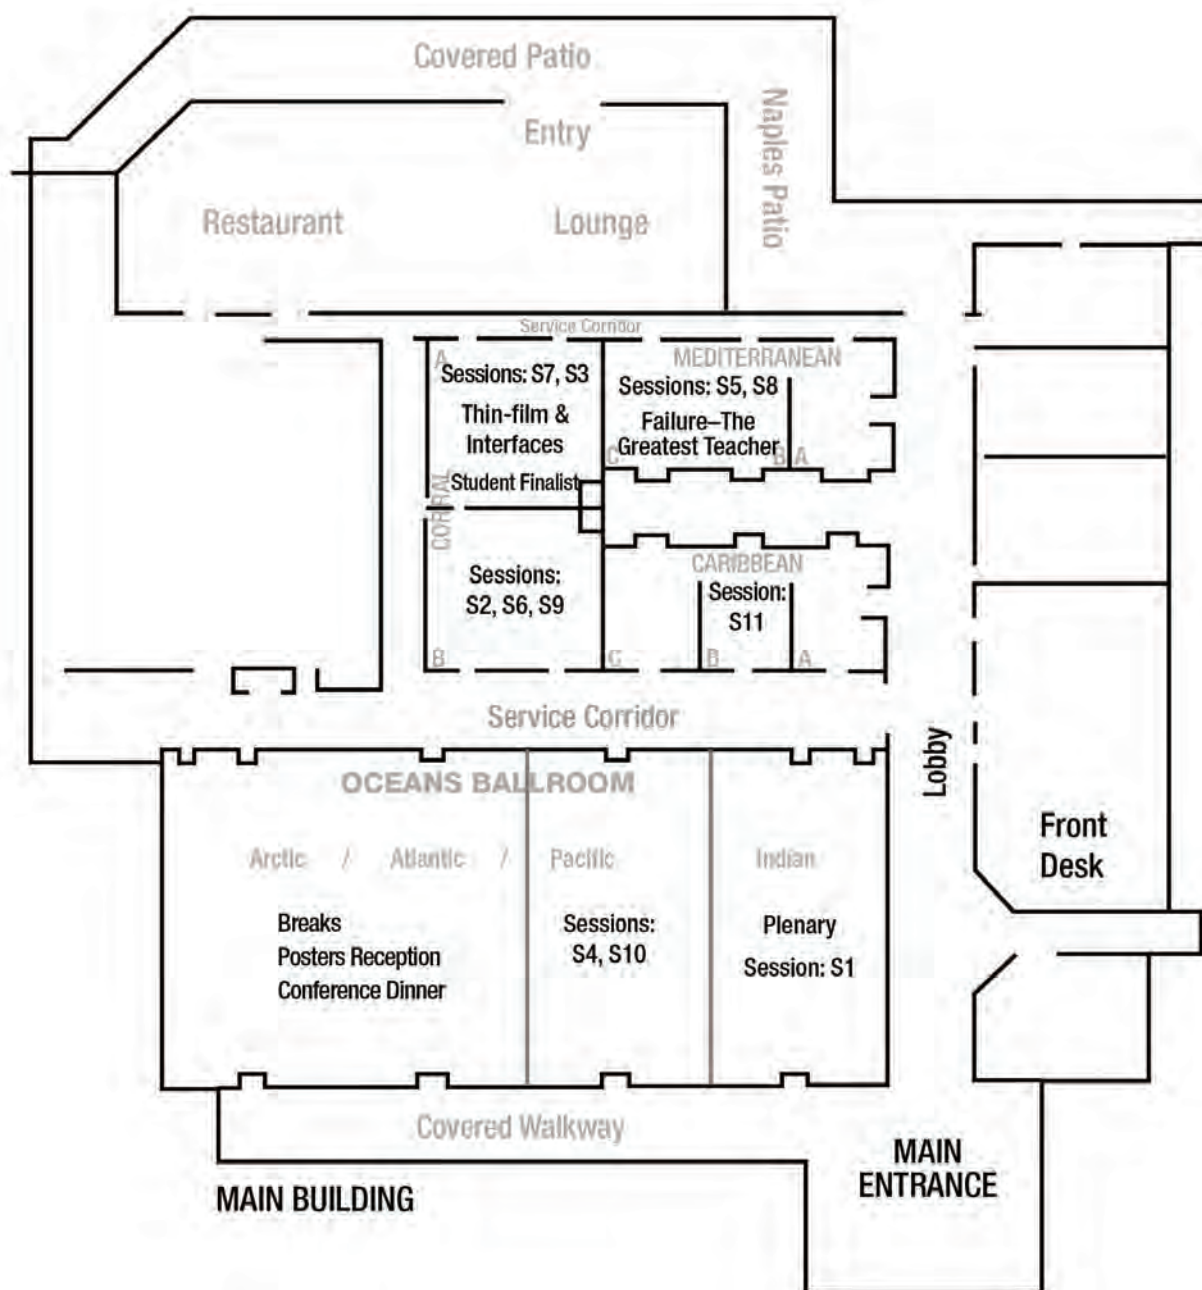 Covered Patio
Entry
Naples Patio
Restaurant
Lounge
Service Corridor
A
Sessions: S7, S3
Thin-film &
Interfaces
Student Finalist
CORRAL
MEDITERRANEAN
Sessions: S5, S8
Failure–The
Greatest Teacher
C
B
A
Sessions:
S2, S6, S9
B
CARIBBEAN
Session:
S11
C
B
A
Service Corridor
Lobby
Front
Desk
OCEANS BALLROOM
Arctic / Atlantic / Pacific
Indian
Breaks
Posters Reception
Conference Dinner
Sessions:
S4, S10
Plenary
Session: S1
Covered Walkway
MAIN
ENTRANCE
MAIN BUILDING